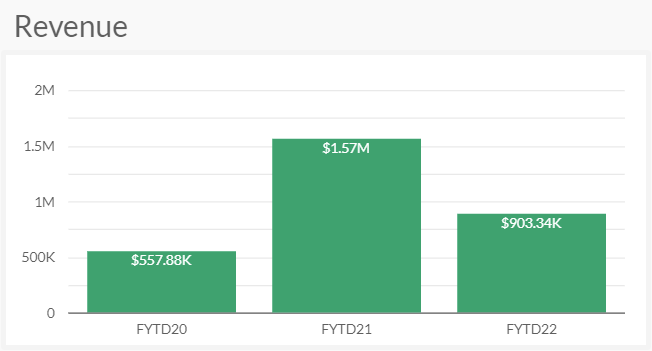 Revenue
2M
1.5M
1M
500K
0
$557.88K
$1.57M
$903.34K
FYTD20
FYTD21
FYTD22